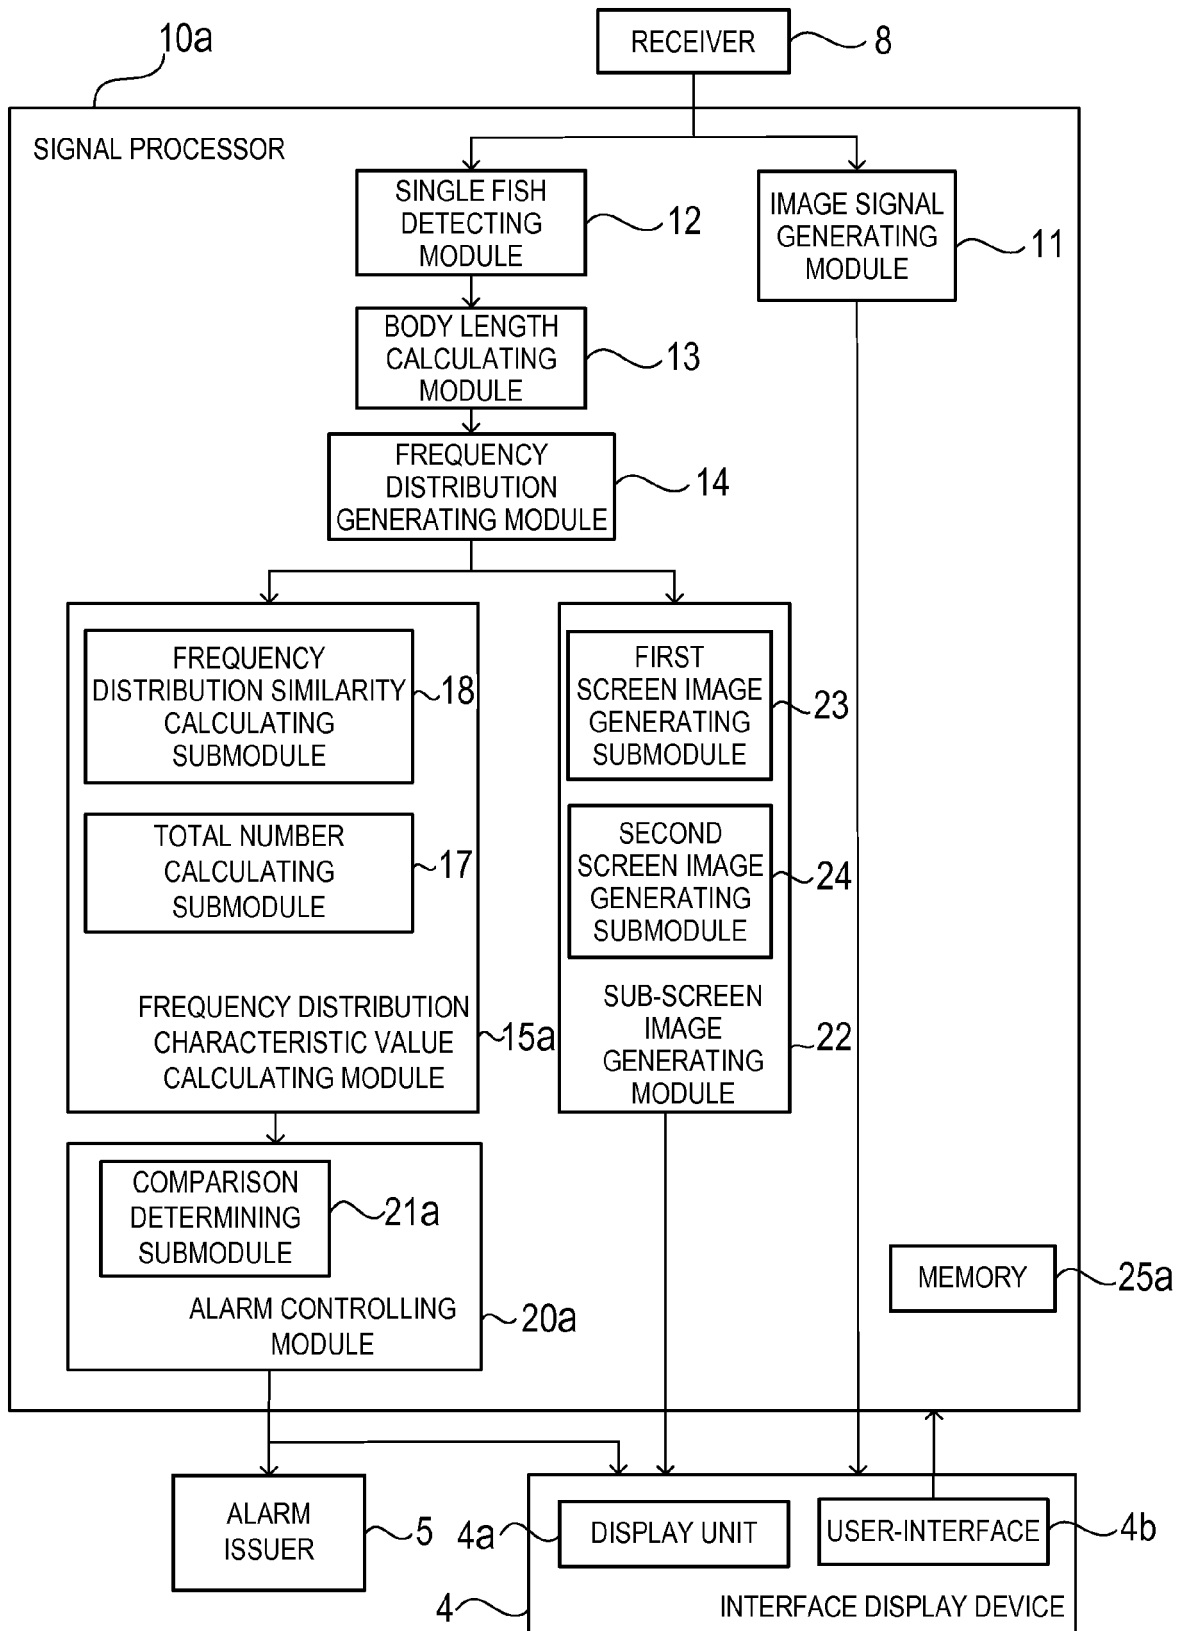 RECEIVER
8
10a
SIGNAL PROCESSOR
SINGLE FISH
DETECTING
MODULE
12
IMAGE SIGNAL
GENERATING
MODULE
11
BODY LENGTH
CALCULATING
MODULE
13
FREQUENCY
DISTRIBUTION
GENERATING MODULE
14
FREQUENCY
DISTRIBUTION SIMILARITY
CALCULATING
SUBMODULE
18
TOTAL NUMBER
CALCULATING
SUBMODULE
17
FREQUENCY DISTRIBUTION
CHARACTERISTIC VALUE
CALCULATING MODULE
15a
FIRST
SCREEN IMAGE
GENERATING
SUBMODULE
23
SECOND
SCREEN IMAGE
GENERATING
SUBMODULE
24
SUB-SCREEN
IMAGE
GENERATING
MODULE
22
COMPARISON
DETERMINING
SUBMODULE
21a
ALARM CONTROLLING
MODULE
20a
MEMORY
25a
ALARM
ISSUER
5
4a
DISPLAY UNIT
USER-INTERFACE
4b
4
INTERFACE DISPLAY DEVICE